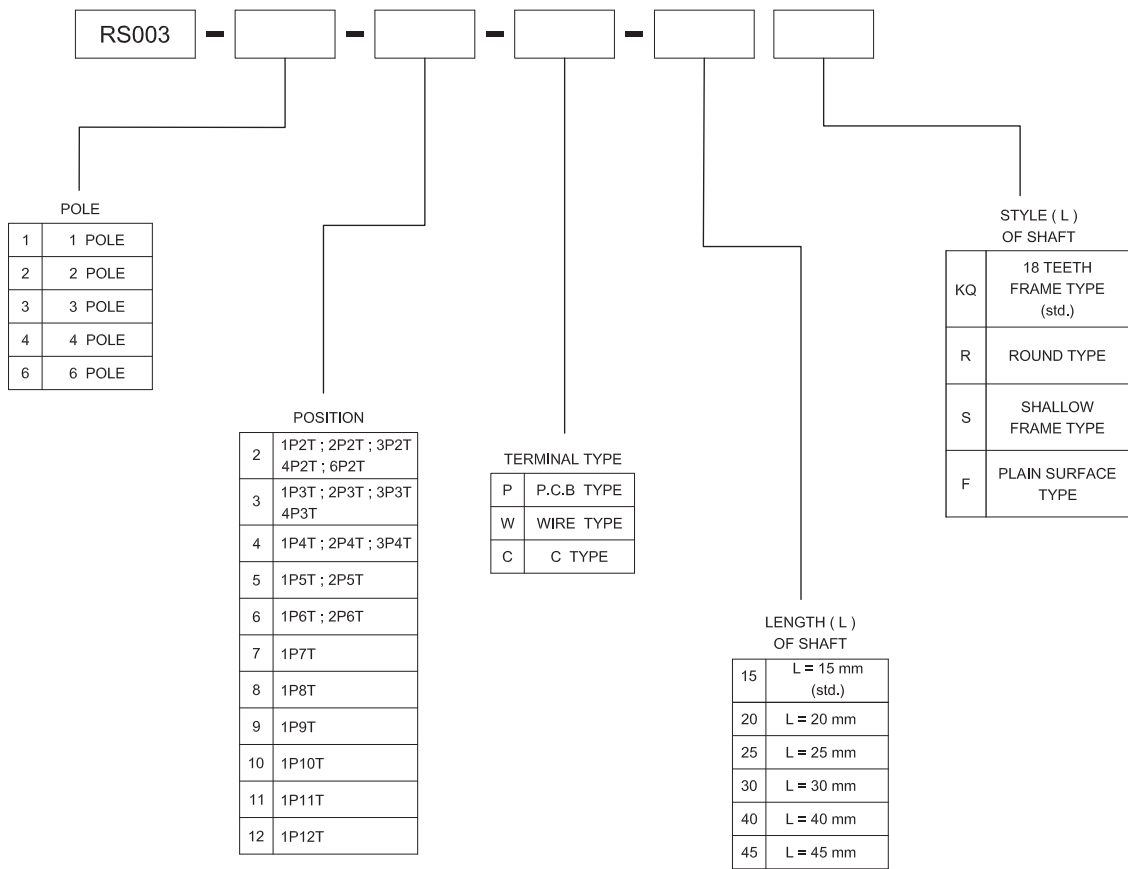 RS003
POLE
1 1 POLE
2 2 POLE
3 3 POLE
4 4 POLE
6 6 POLE
POSITION
2 1P2T ; 2P2T ; 3P2T
4P2T ; 6P2T
3 1P3T ; 2P3T ; 3P3T
4P3T
4 1P4T ; 2P4T ; 3P4T
5 1P5T ; 2P5T
6 1P6T ; 2P6T
7 1P7T
8 1P8T
9 1P9T
10 1P10T
11 1P11T
12 1P12T
TERMINAL TYPE
P P.C.B TYPE
W WIRE TYPE
C C TYPE
LENGTH ( L )
OF SHAFT
15 L = 15 mm
(std.)
20 L = 20 mm
25 L = 25 mm
30 L = 30 mm
40 L = 40 mm
45 L = 45 mm
STYLE ( L )
OF SHAFT
KQ 18 TEETH
FRAME TYPE
(std.)
R ROUND TYPE
S SHALLOW
FRAME TYPE
F PLAIN SURFACE
TYPE